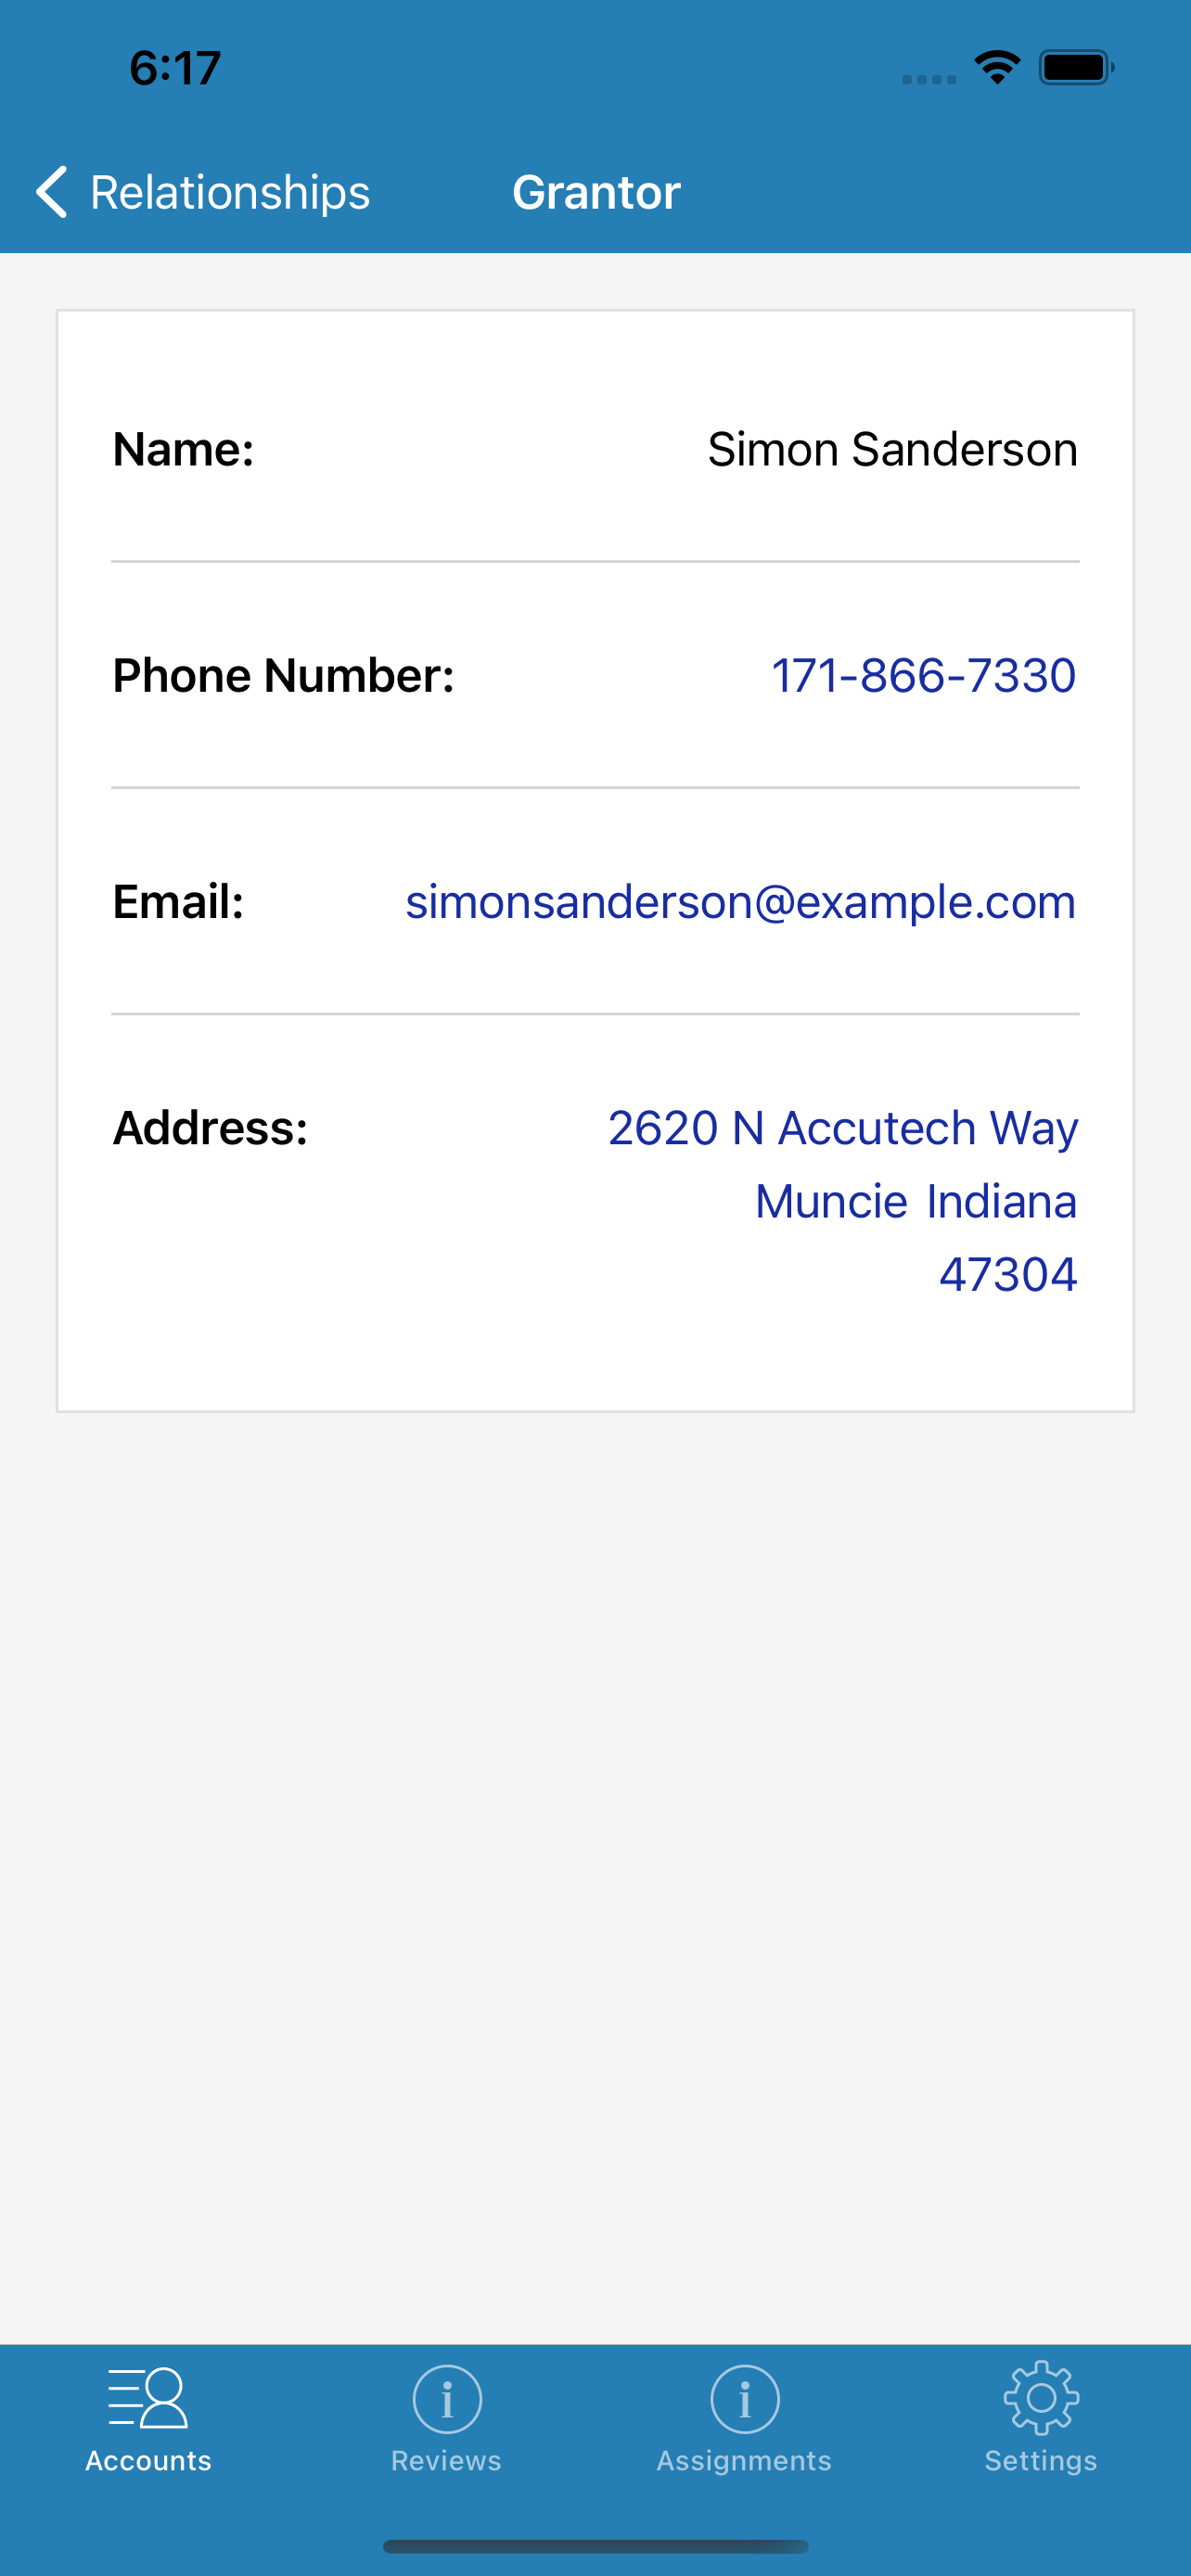 6:17
Relationships
Grantor
Name: Simon Sanderson
Phone Number: 171-866-7330
Email: simonsanderson@example.com
Address: 2620 N Accutech Way
Muncie Indiana
47304
Accounts
Reviews
Assignments
Settings